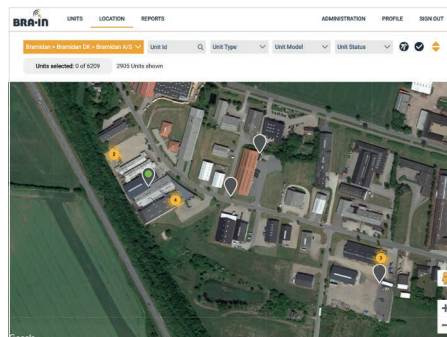 BRA·IN UNITS LOCATION REPORTS ADMINISTRATION PROFILE SIGN OUT
Bramidan > Bramidan DK > Bramidan A/S Unit Id Unit Type Unit Model Unit Status
Units selected: 0 of 6209 2905 Units shown
2
4
3
Google